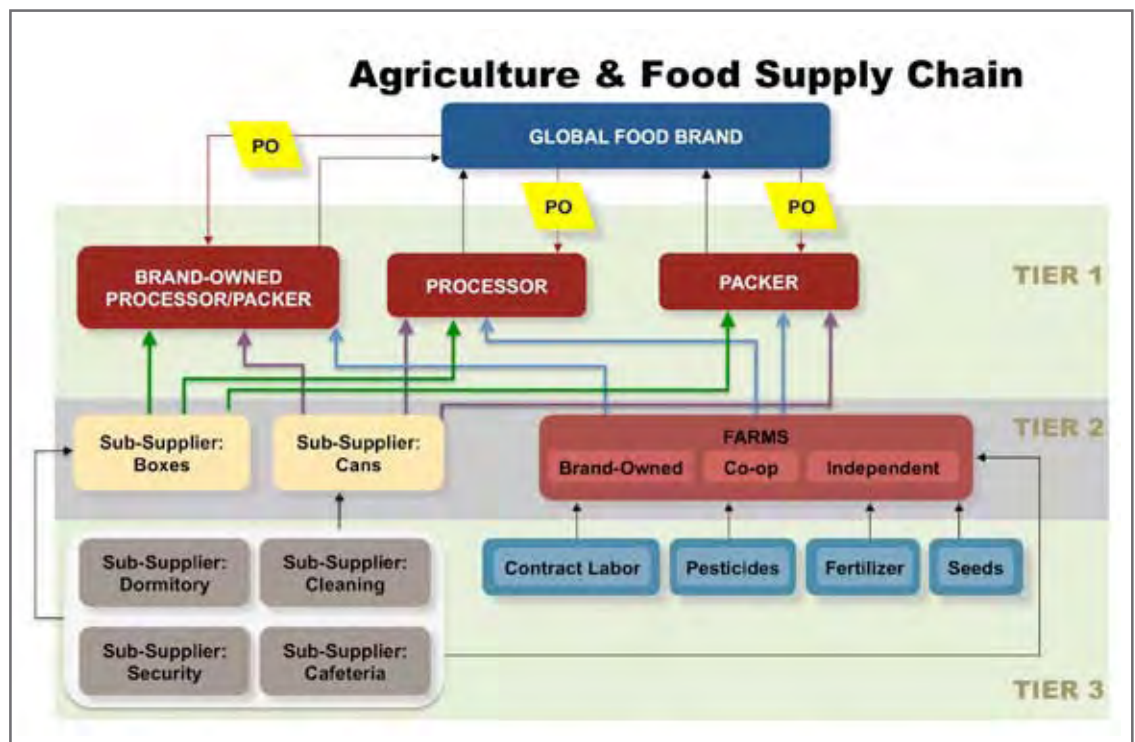 Agriculture & Food Supply Chain
GLOBAL FOOD BRAND
PO
PO
PO
TIER 1
BRAND-OWNED
PROCESSOR/PACKER
PROCESSOR
PACKER
TIER 2
Sub-Supplier:
Boxes
Sub-Supplier:
Cans
FARMS
Brand-Owned
Co-op
Independent
Sub-Supplier:
Dormitory
Sub-Supplier:
Cleaning
Contract Labor
Pesticides
Fertilizer
Seeds
Sub-Supplier:
Security
Sub-Supplier:
Cafeteria
TIER 3